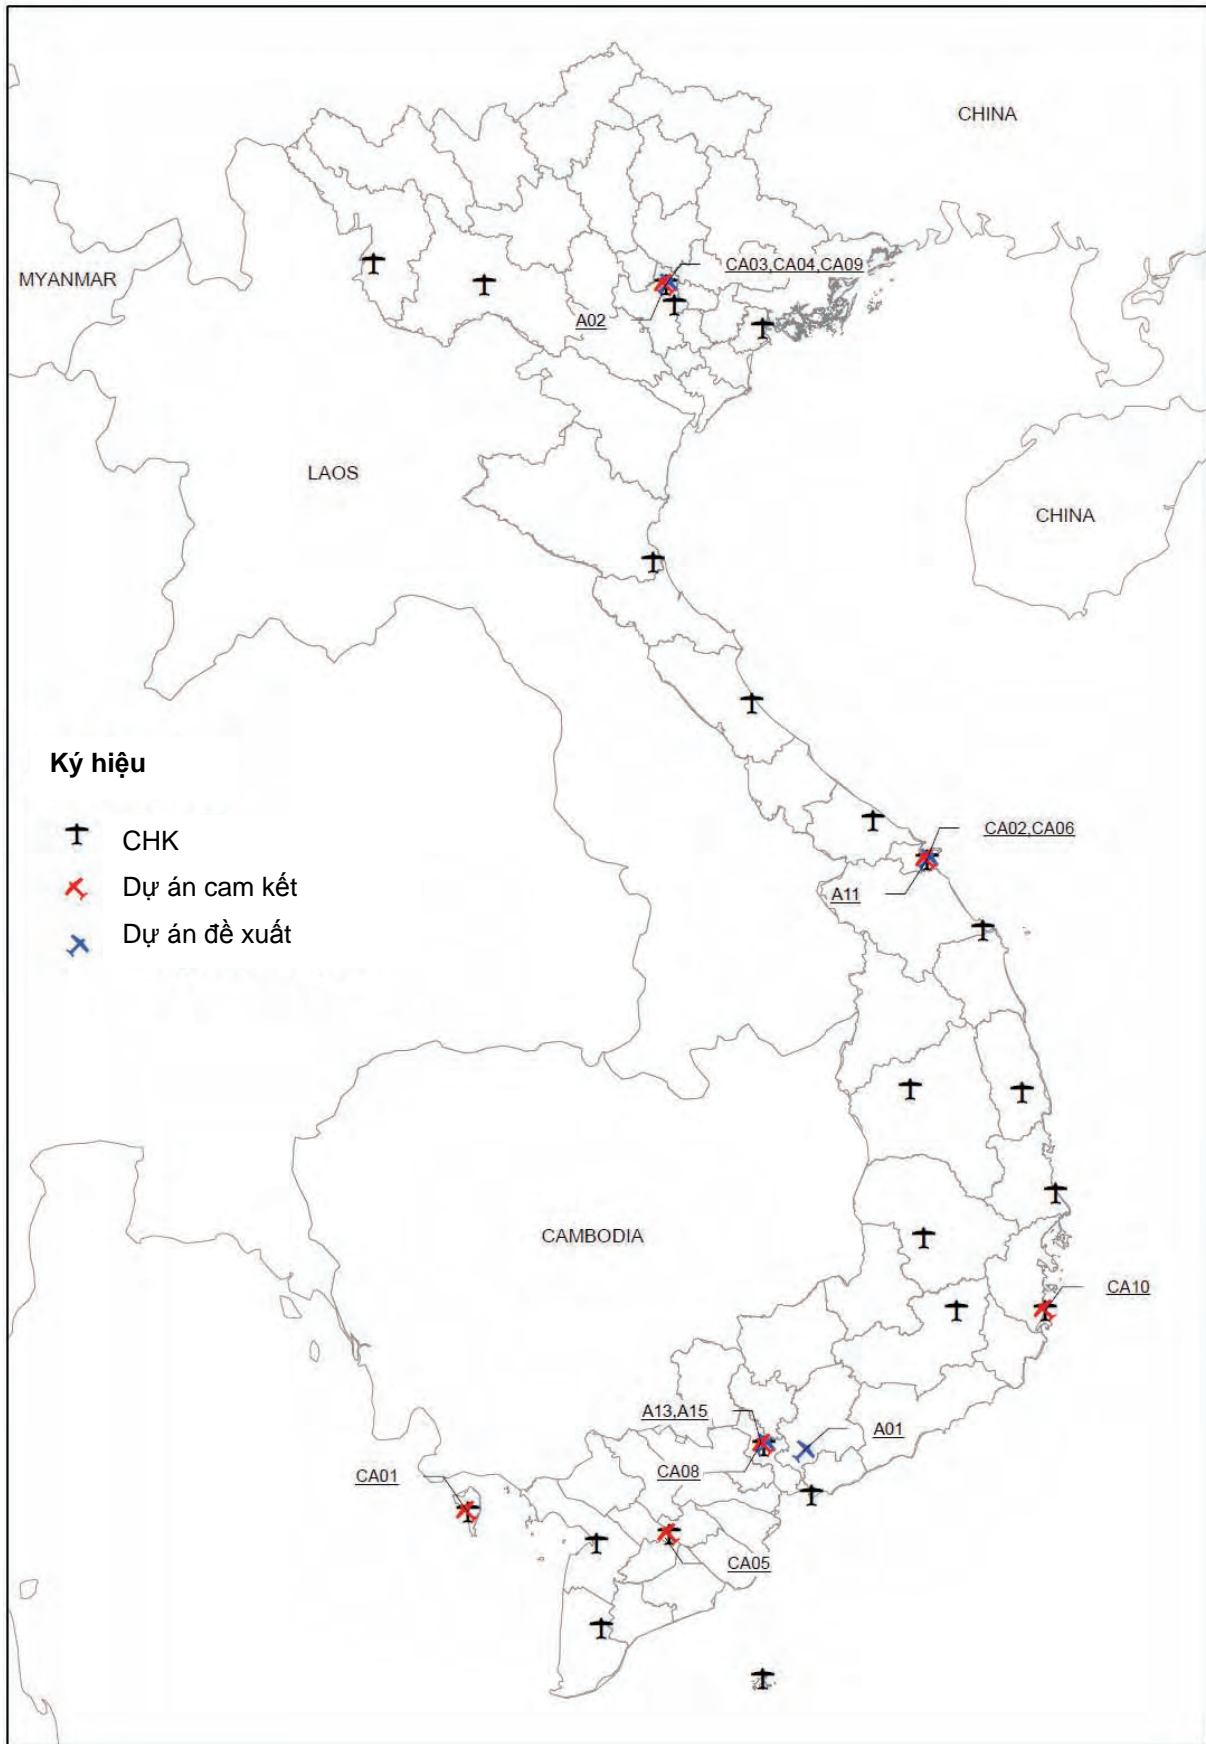 CHINA
MYANMAR
CA03,CA04,CA09
A02
LAOS
CHINA
Ký hiệu
CHK
Dự án cam kết
Dự án đề xuất
CA02,CA06
A11
CAMBODIA
CA10
A13,A15
A01
CA08
CA01
CA05